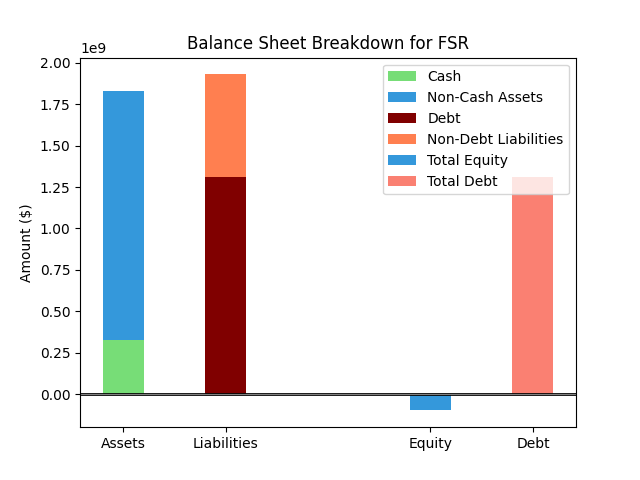 Balance Sheet Breakdown for FSR
1e9
2.00
1.75
1.50
1.25
1.00
0.75
0.50
0.25
0.00
Amount ($)
Cash
Non-Cash Assets
Debt
Non-Debt Liabilities
Total Equity
Total Debt
Assets
Liabilities
Equity
Debt